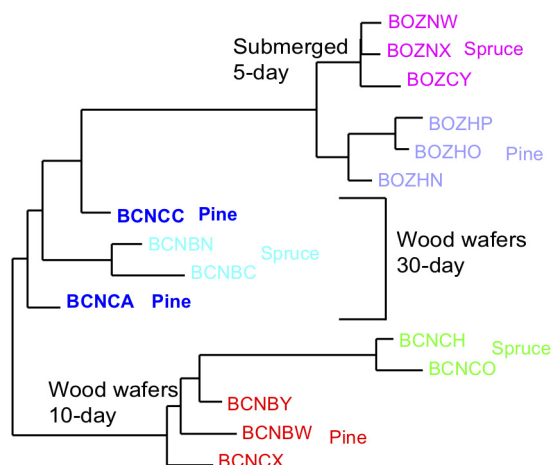 BOZNW
Submerged
5-day
BOZNX Spruce
BOZCY
BOZHP
BOZHO Pine
BOZHN
BCNCC Pine
BCNBN
Spruce
BCNBC
Wood wafers
30-day
BCNCA Pine
BCNCH
Spruce
BCNCO
Wood wafers
10-day
BCNBY
BCNBW Pine
BCNCX